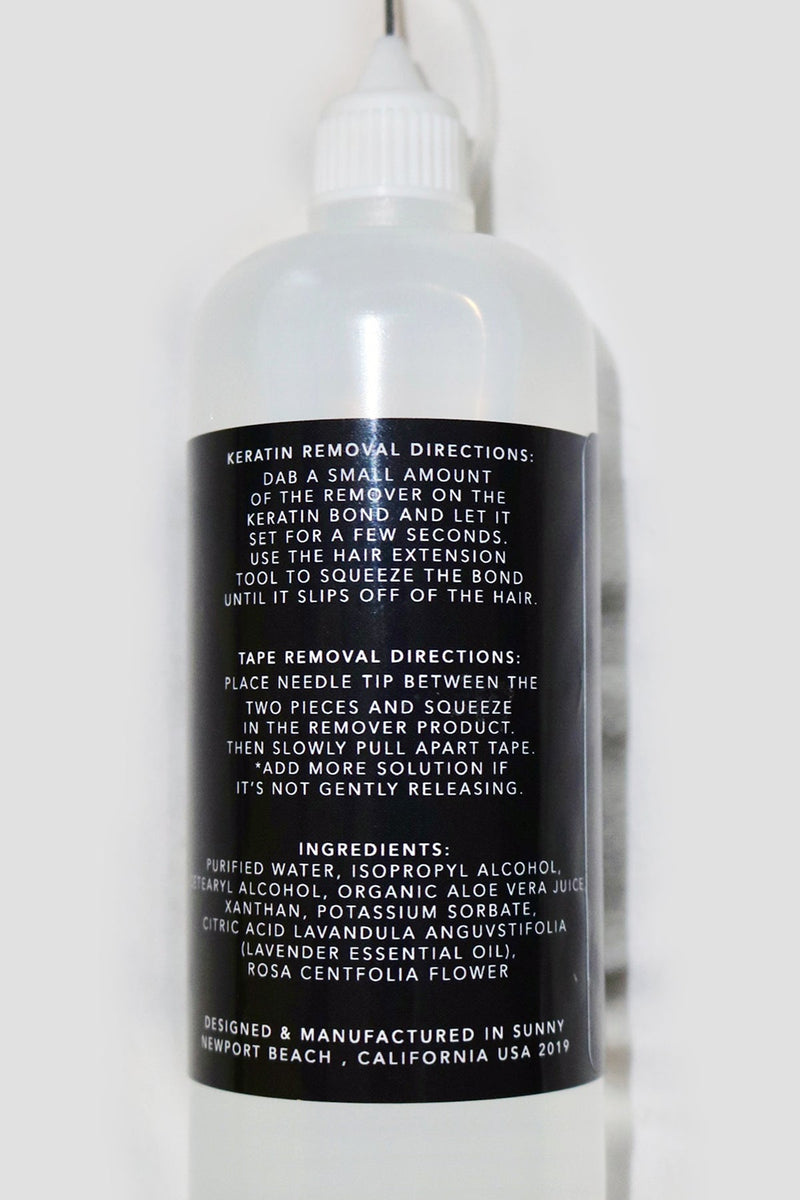 KERATIN REMOVAL DIRECTIONS:
DAB A SMALL AMOUNT
OF THE REMOVER ON THE
KERATIN BOND AND LET IT
SET FOR A FEW SECONDS.
USE THE HAIR EXTENSION
TOOL TO SQUEEZE THE BOND
UNTIL IT SLIPS OFF OF THE HAIR.
TAPE REMOVAL DIRECTIONS:
PLACE NEEDLE TIP BETWEEN THE
TWO PIECES AND SQUEEZE
IN THE REMOVER PRODUCT.
THEN SLOWLY PULL APART TAPE.
*ADD MORE SOLUTION IF
IT'S NOT GENTLY RELEASING.
INGREDIENTS:
PURIFIED WATER, ISOPROPYL ALCOHOL,
ALCOHOL, ORGANIC ALOE VERA JUICE
XANTHAN, POTASSIUM SORBATE,
CITRIC ACID LAVANDULA ANGUVSTIFOLIA
(LAVENDER ESSENTIAL OIL),
ROSA CENTFOLIA FLOWER
DESIGNED & MANUFACTURED IN SUNNY
NEWPORT BEACH , CALIFORNIA USA 2019